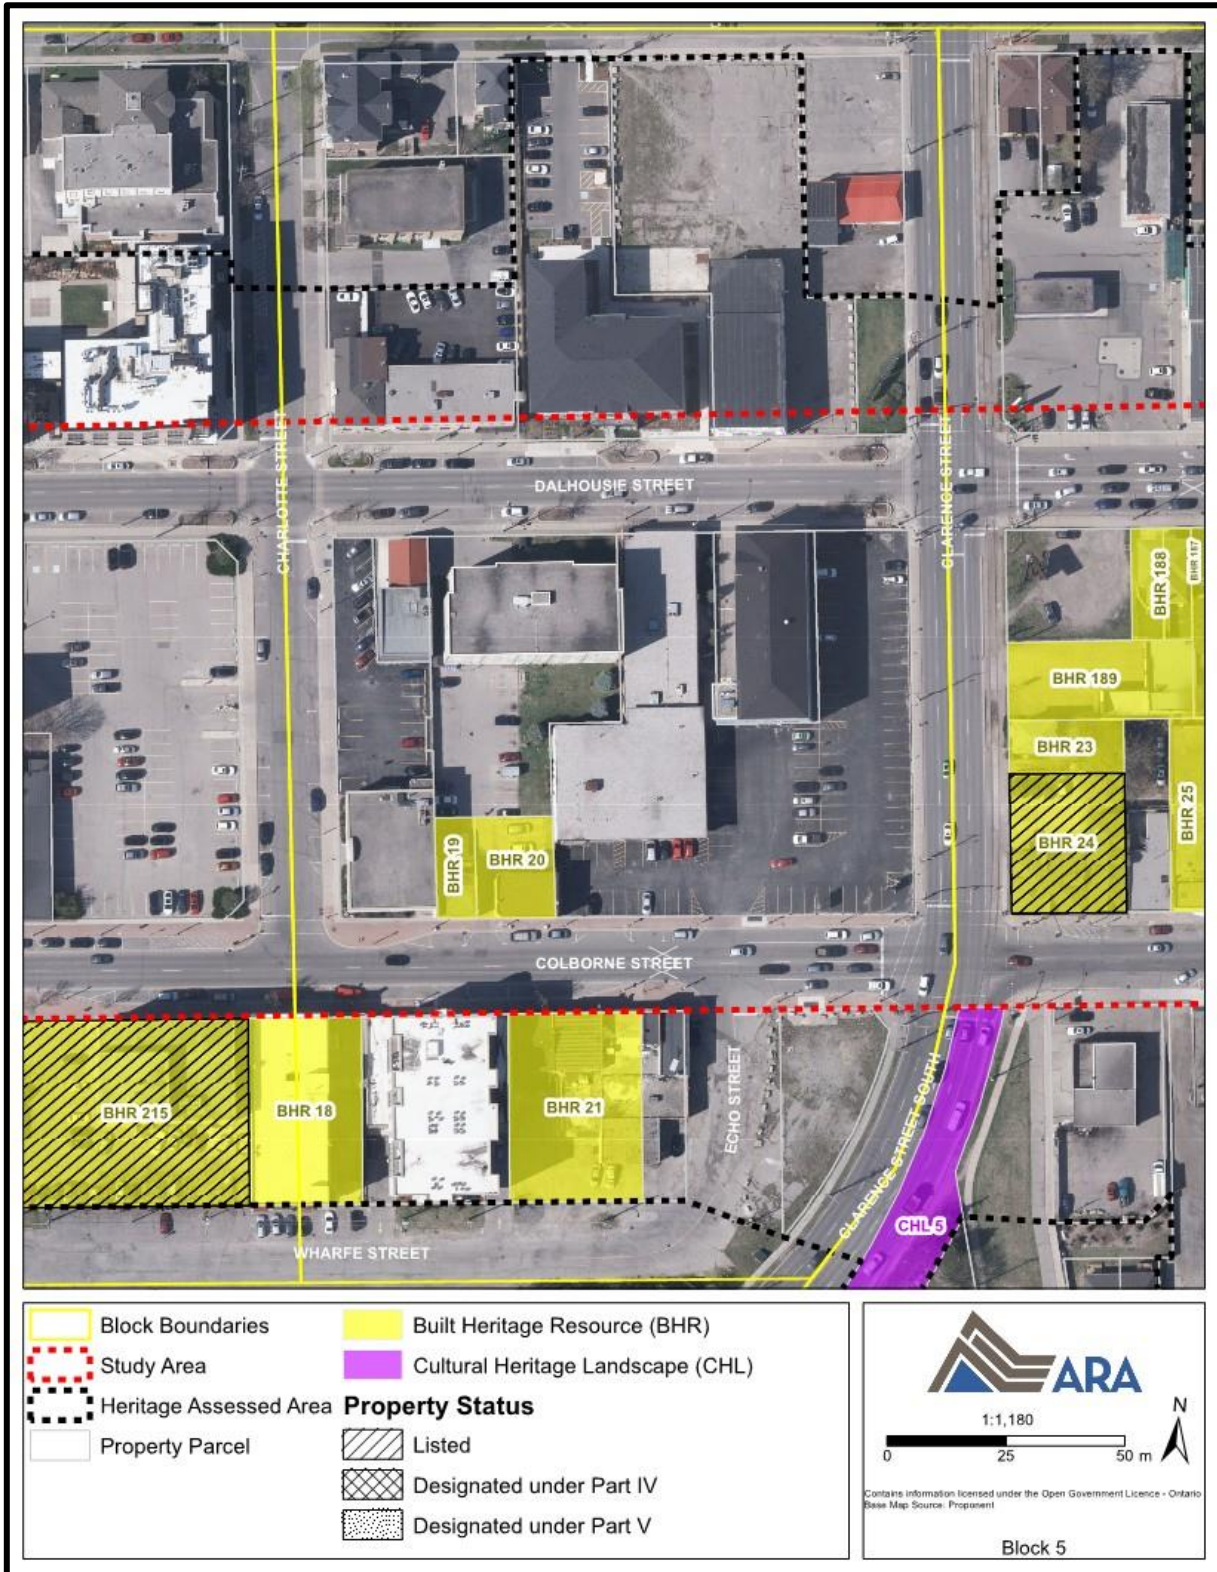 CHARLOTTE STREET
CLARENCE STREET
DALHOUSIE STREET
BHR 188
BHR 187
BHR 189
BHR 23
BHR 24
BHR 25
BHR 19
BHR 20
COLBORNE STREET
BHR 215
BHR 18
BHR 21
ECHO STREET
CLARENCE STREET SOUTH
CHL 5
WHARFE STREET
Block Boundaries
Study Area
Heritage Assessed Area
Property Parcel
Built Heritage Resource (BHR)
Cultural Heritage Landscape (CHL)
Property Status
Listed
Designated under Part IV
Designated under Part V
ARA
N
1:1,180
0 25 50 m
Contains information licensed under the Open Government Licence - Ontario
Base Map Source: Proponent
Block 5